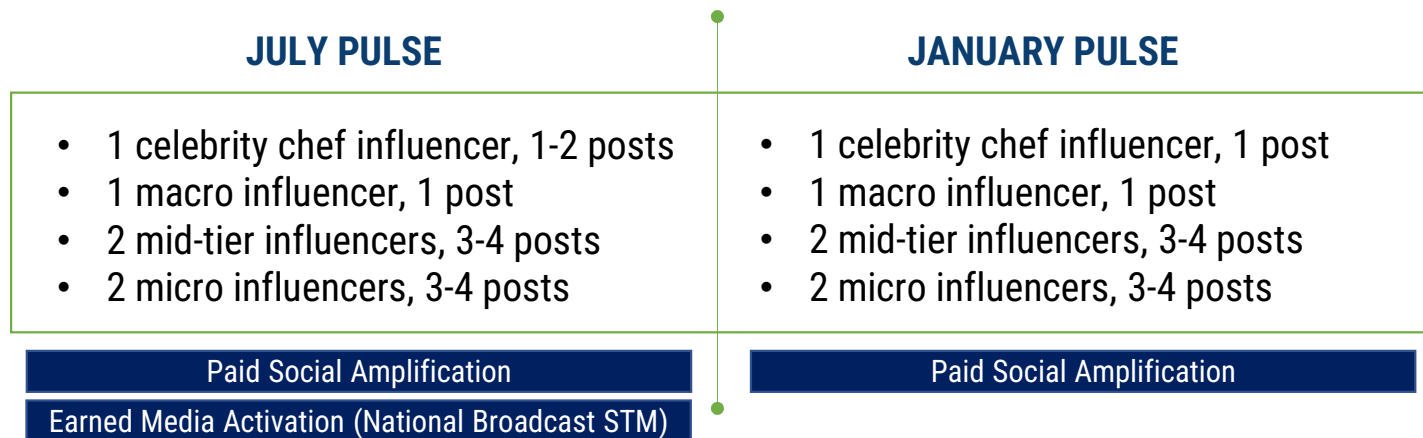 JULY PULSE
• 1 celebrity chef influencer, 1-2 posts
• 1 macro influencer, 1 post
• 2 mid-tier influencers, 3-4 posts
• 2 micro influencers, 3-4 posts
Paid Social Amplification
Earned Media Activation (National Broadcast STM)
JANUARY PULSE
• 1 celebrity chef influencer, 1 post
• 1 macro influencer, 1 post
• 2 mid-tier influencers, 3-4 posts
• 2 micro influencers, 3-4 posts
Paid Social Amplification